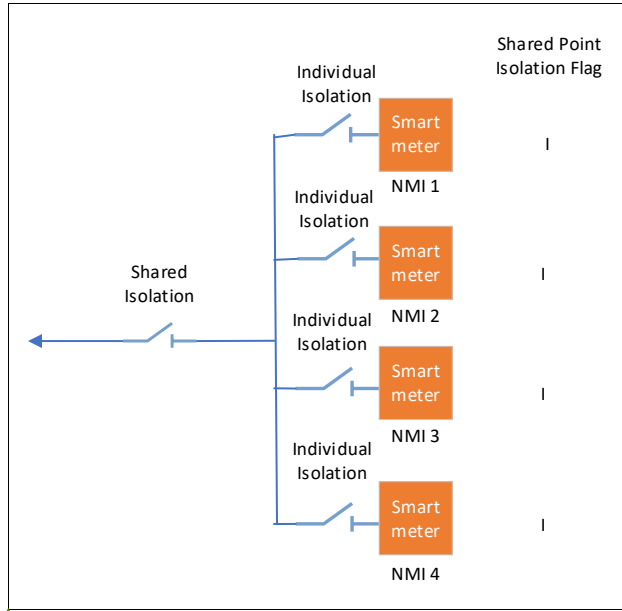 Shared Point
Isolation Flag
Individual
Isolation
Smart
meter
I
NMI 1
Individual
Isolation
Smart
meter
I
NMI 2
Shared
Isolation
Individual
Isolation
Smart
meter
I
NMI 3
Individual
Isolation
Smart
meter
I
NMI 4